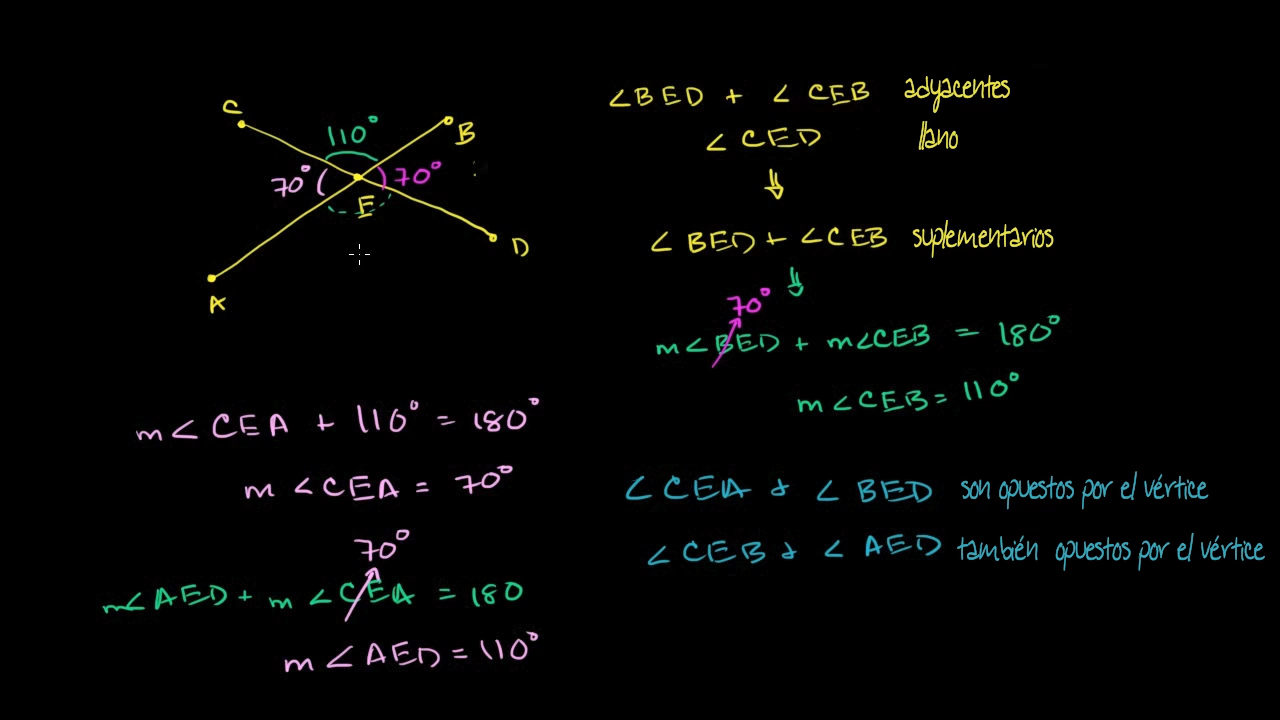 C
110°
B
70°
70°
E
D
A
∠BED + ∠CEB adyacentes
∠CED llano
⇓
∠BED + ∠CEB suplementarios
⇓
70°
m∠BED + m∠CEB = 180°
m∠CEB = 110°
m∠CEA + 110° = 180°
m∠CEA = 70°
70°
m∠AED + m∠CEA = 180
m∠AED = 110°
∠CEA + ∠BED son opuestos por el vértice
∠CEB + ∠AED también opuestos por el vértice